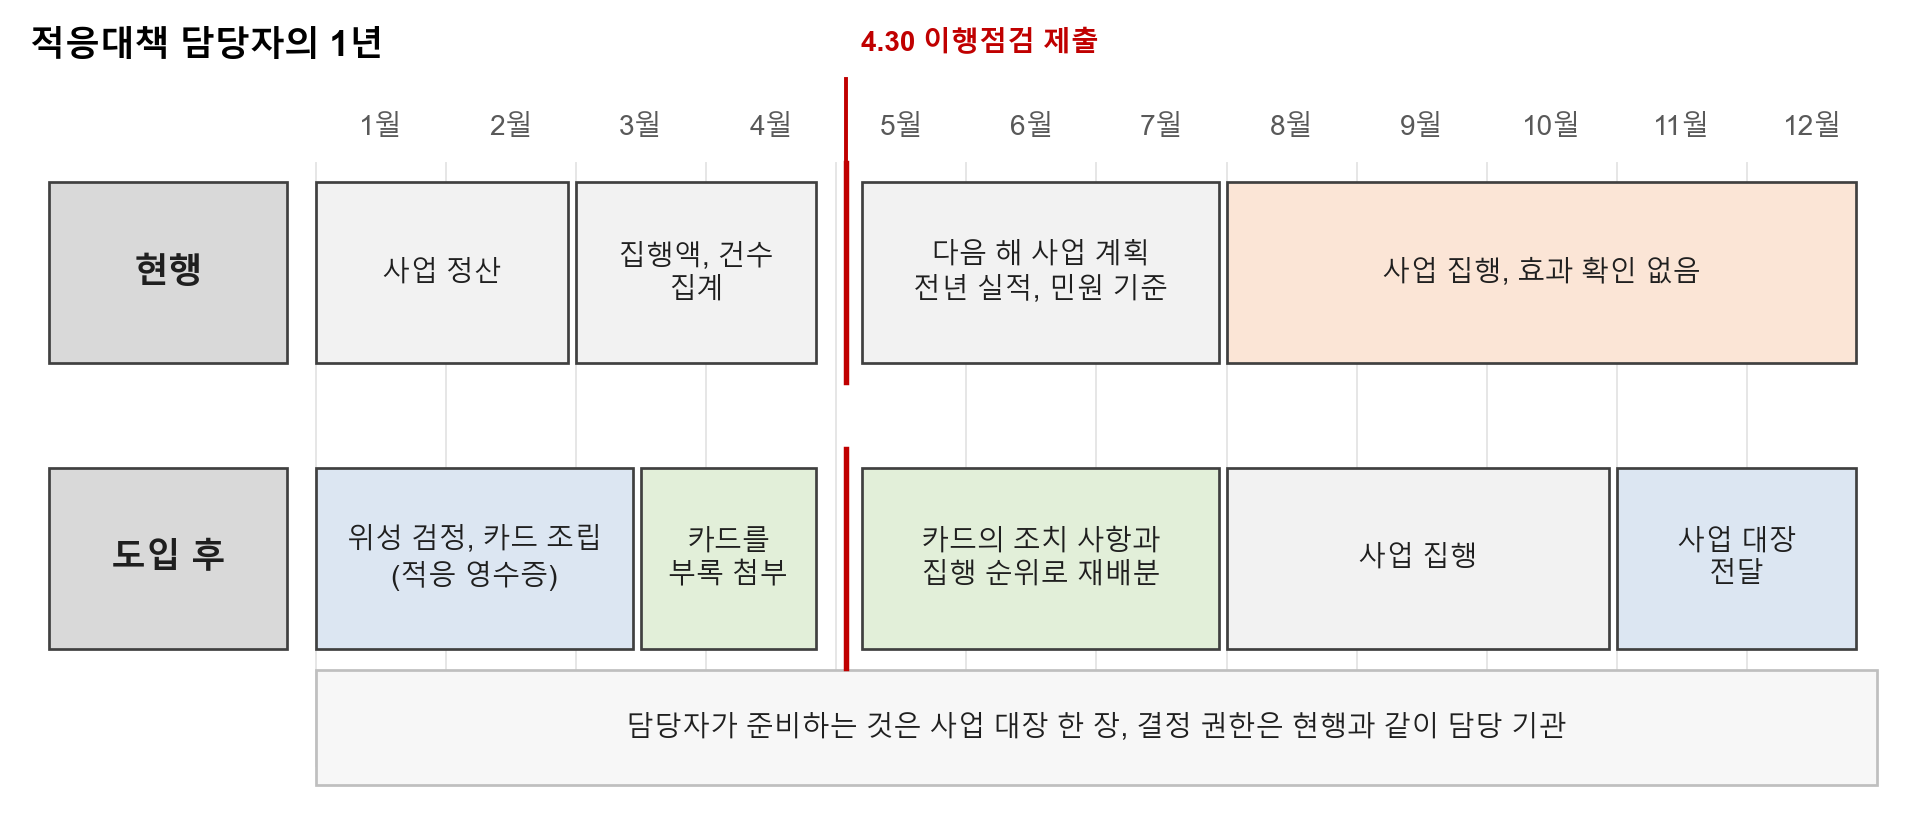 적응대책 담당자의 1년
4.30 이행점검 제출
1월 2월 3월 4월 5월 6월 7월 8월 9월 10월 11월 12월
현행
사업 정산
집행액, 건수
집계
다음 해 사업 계획
전년 실적, 민원 기준
사업 집행, 효과 확인 없음
도입 후
위성 검정, 카드 조립
(적응 영수증)
카드를
부록 첨부
카드의 조치 사항과
집행 순위로 재배분
사업 집행
사업 대장
전달
담당자가 준비하는 것은 사업 대장 한 장, 결정 권한은 현행과 같이 담당 기관